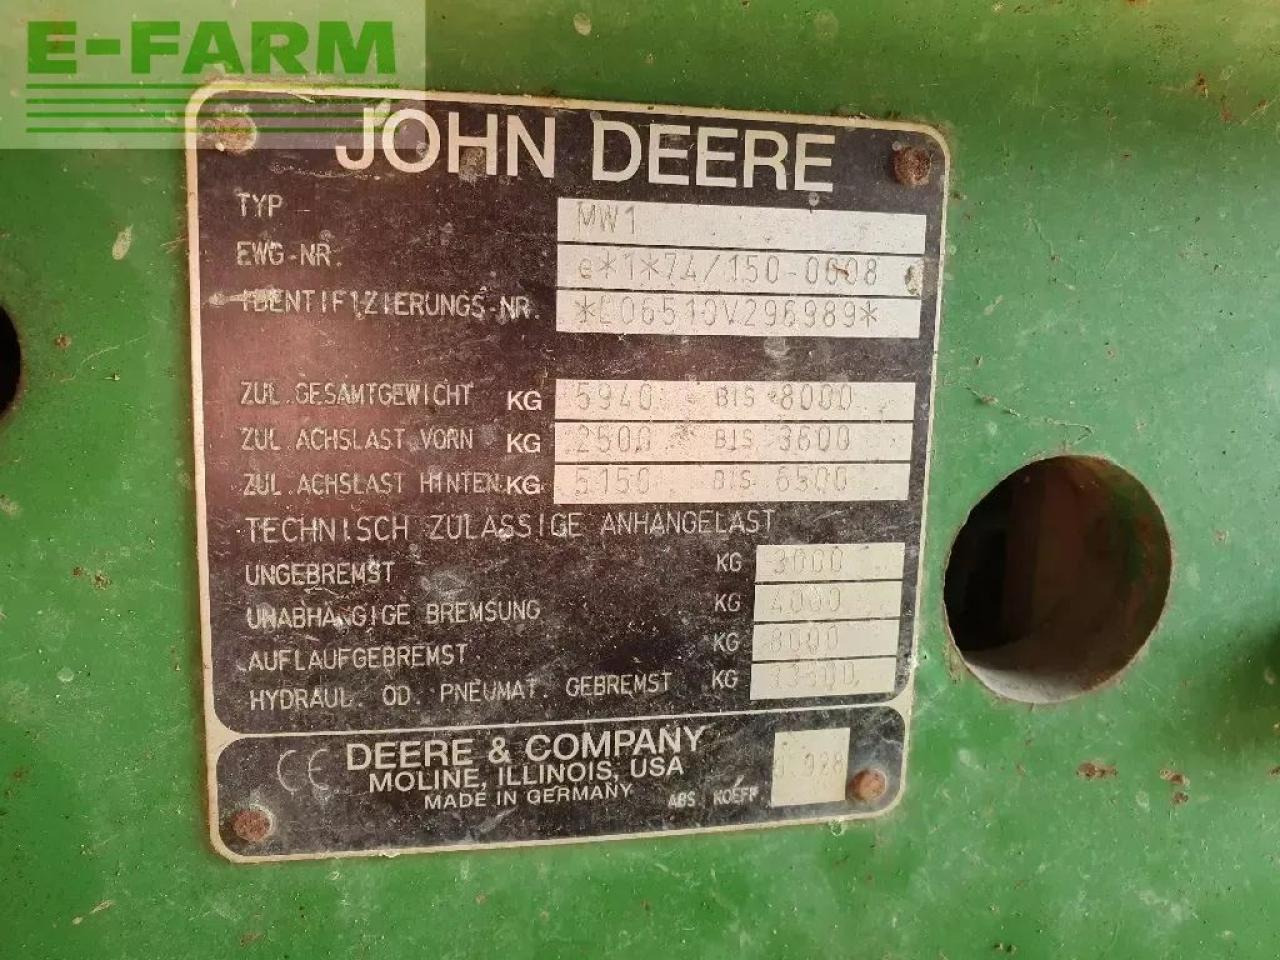 E-FARM
JOHN DEERE
TYP MW1
EWG-NR. e*1*74/150-0008
IDENTIFIZIERUNGS-NR. *L06510V296989*
ZUL. GESAMTGEWICHT KG 5940 BIS 8000
ZUL. ACHSLAST VORN KG 2500 BIS 3600
ZUL. ACHSLAST HINTEN KG 5150 BIS 6500
TECHNISCH ZULASSIGE ANHANGELAST
UNGEBREMST KG 3000
UNABHANGIGE BREMSUNG KG 4000
AUFLAUFGEBREMST KG 8000
HYDRAUL. OD. PNEUMAT. GEBREMST KG
CE DEERE & COMPANY
MOLINE, ILLINOIS, USA
MADE IN GERMANY ABS. KOEFF.